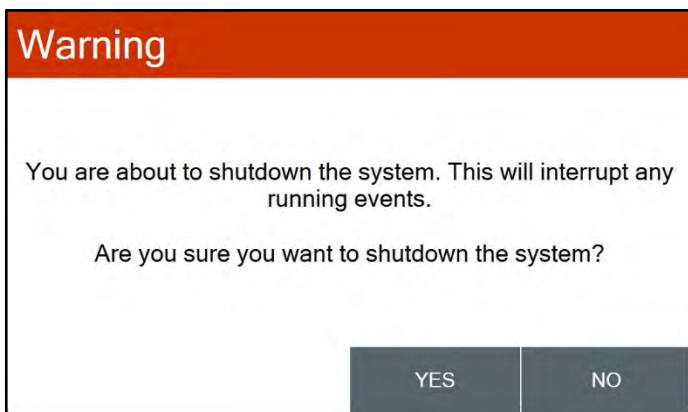 Warning
You are about to shutdown the system. This will interrupt any
running events.
Are you sure you want to shutdown the system?
YES
NO